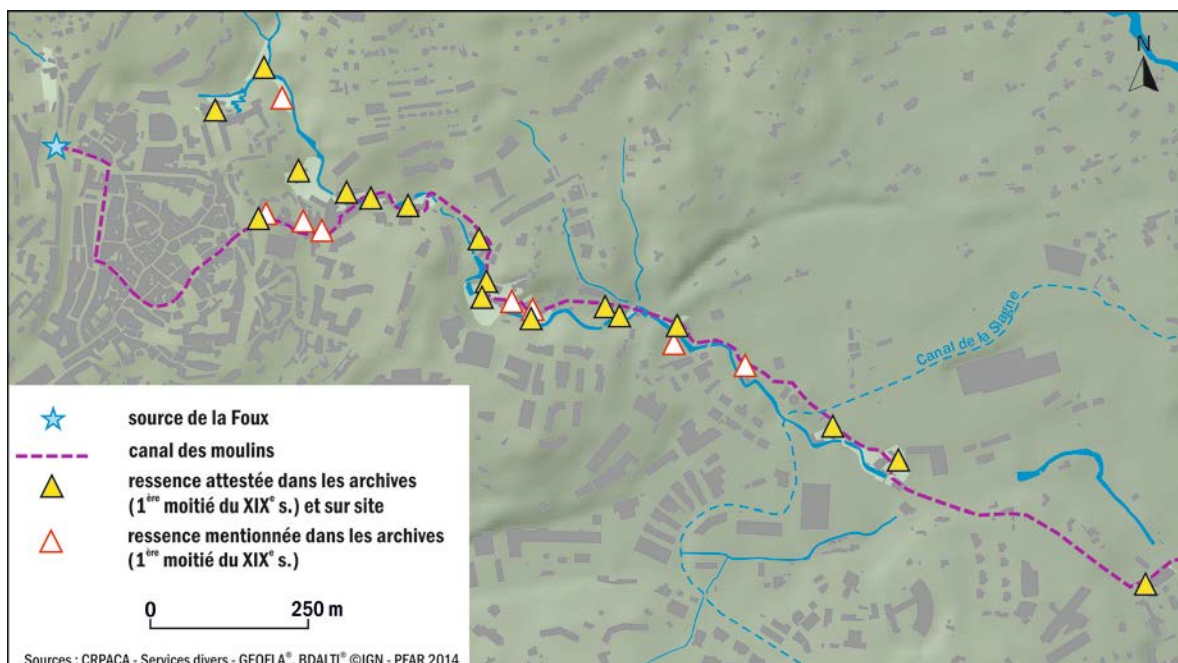 N
Canal de la Siagne
source de la Foux
canal des moulins
ressence attestée dans les archives
(1ère moitié du XIXe s.) et sur site
ressence mentionnée dans les archives
(1ère moitié du XIXe s.)
0 250 m
Sources : CRPACA - Services divers - GEOFLA®, BDALTI® ©IGN - PFAR 2014